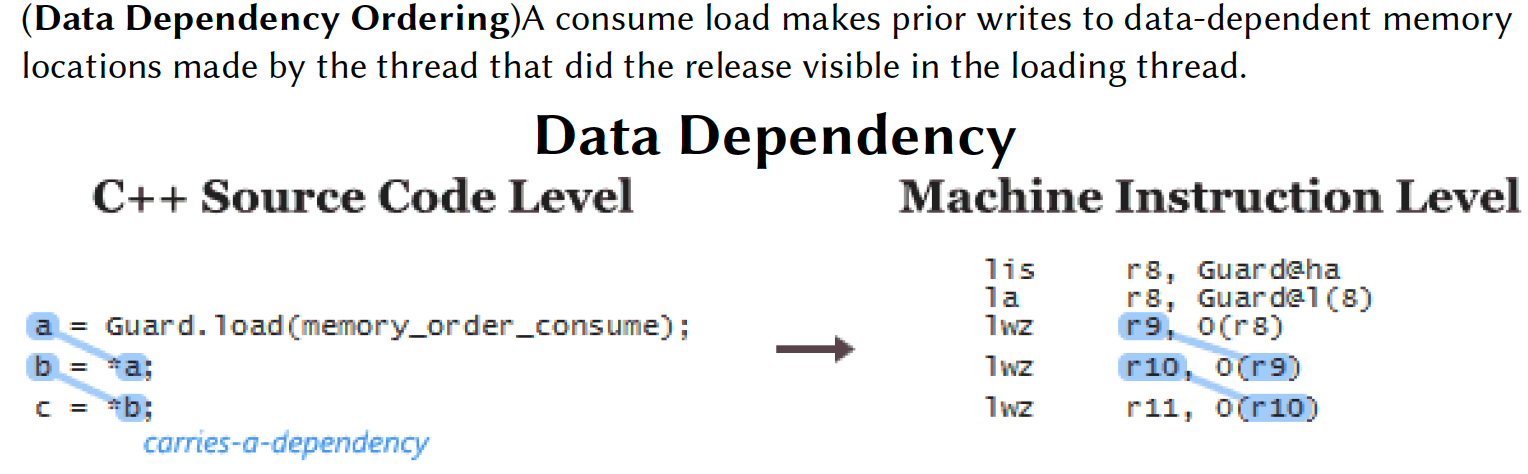 (Data Dependency Ordering)A consume load makes prior writes to data-dependent memory
locations made by the thread that did the release visible in the loading thread.
Data Dependency
C++ Source Code Level
a = Guard.load(memory_order_consume);
b = *a;
c = *b;
carries-a-dependency
Machine Instruction Level
lis r8, Guard@ha
la r8, Guard@l(8)
lwz r9, 0(r8)
lwz r10, 0(r9)
lwz r11, 0(r10)